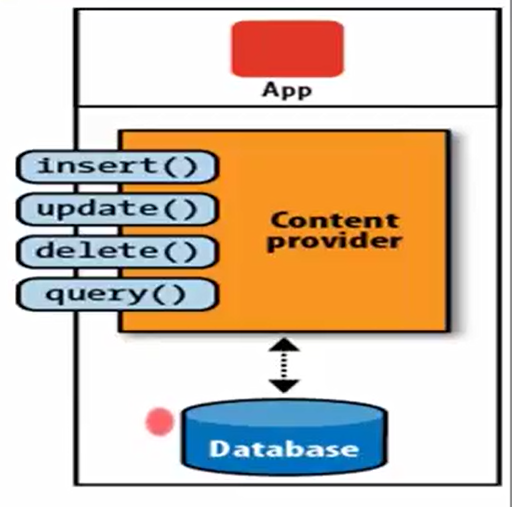 App
insert()
update()
delete()
query()
Content
provider
Database